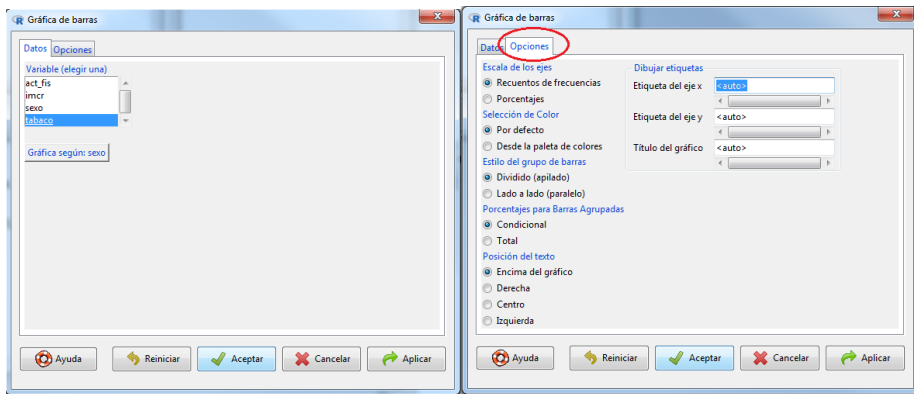 Gráfica de barras
Datos Opciones
Variable (elegir una)
act_fis
imcr
sexo
tabaco
Gráfica según: sexo
Ayuda Reiniciar Aceptar Cancelar Aplicar
Gráfica de barras
Datos Opciones
Escala de los ejes
Recuentos de frecuencias
Porcentajes
Selección de Color
Por defecto
Desde la paleta de colores
Estilo del grupo de barras
Dividido (apilado)
Lado a lado (paralelo)
Porcentajes para Barras Agrupadas
Condicional
Total
Posición del texto
Encima del gráfico
Derecha
Centro
Izquierda
Dibujar etiquetas
Etiqueta del eje x <auto>
Etiqueta del eje y <auto>
Título del gráfico <auto>
Ayuda Reiniciar Aceptar Cancelar Aplicar